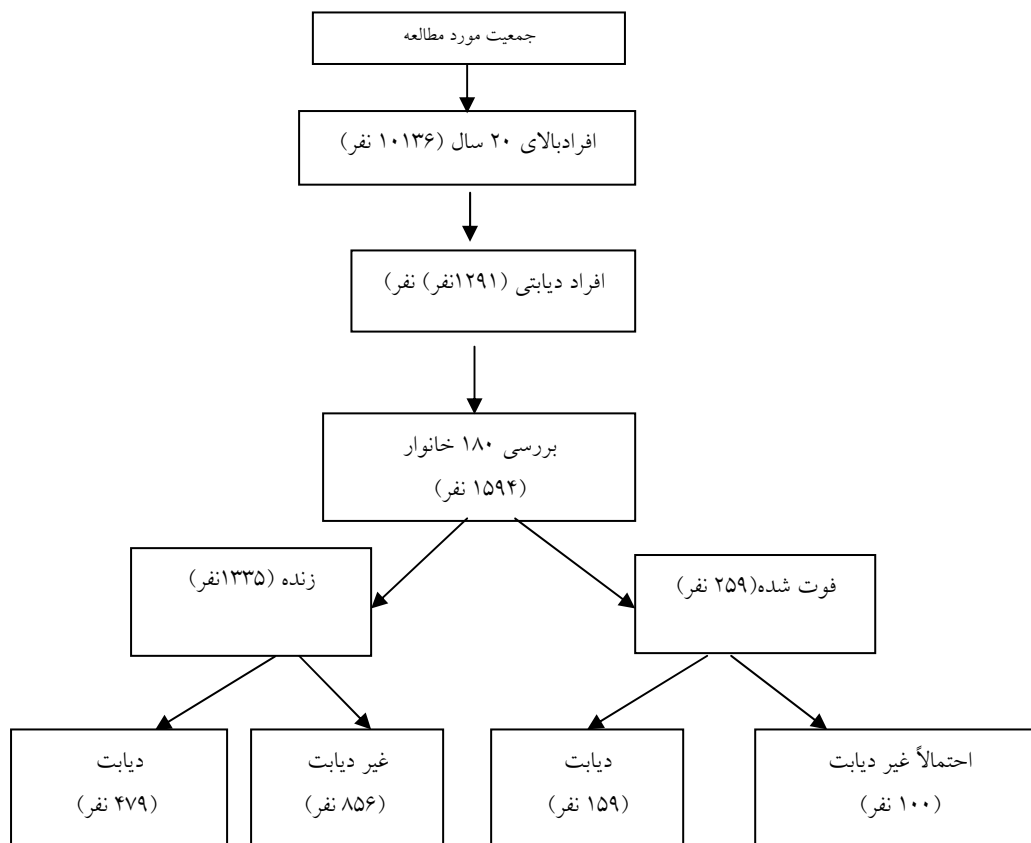 جمعیت مورد مطالعه
افرادبالای ۲۰ سال (۱۰۱۳۶ نفر)
افراد دیابتی (۱۲۹۱نفر) نفر)
بررسی ۱۸۰ خانوار
(۱۵۹۴ نفر)
زنده (۱۳۳۵نفر)
فوت شده(۲۵۹ نفر)
دیابت
(۴۷۹ نفر)
غیر دیابت
(۸۵۶ نفر)
دیابت
(۱۵۹ نفر)
احتمالاً غیر دیابت
(۱۰۰ نفر)